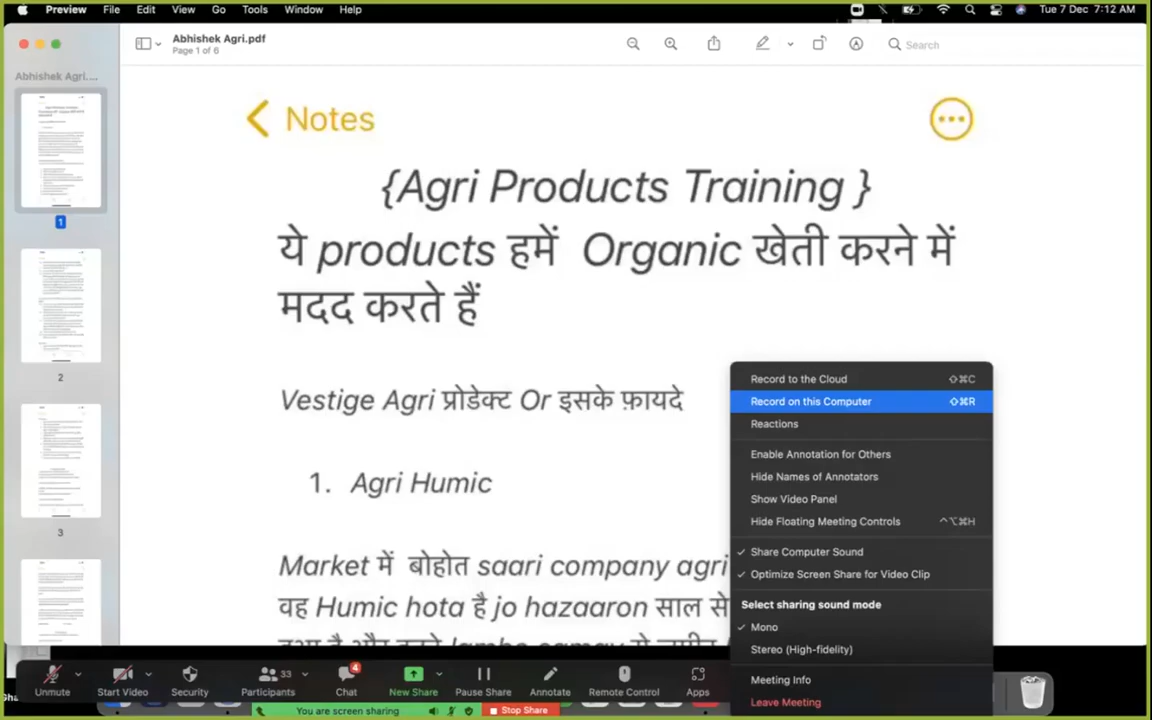 Preview File Edit View Go Tools Window Help Tue 7 Dec 7:12 AM
Abhishek Agri.pdf
Page 1 of 6
Search
Abhishek Agri....
1
2
3
Notes
{Agri Products Training }
ये products हमें Organic खेती करने में
मदद करते हैं
Vestige Agri प्रोडेक्ट Or इसके फ़ायदे
1. Agri Humic
Market में बोहोत saari company agri
वह Humic hota है jo hazaaron साल से
Record to the Cloud ⇧⌘C
Record on this Computer ⇧⌘R
Reactions
Enable Annotation for Others
Hide Names of Annotators
Show Video Panel
Hide Floating Meeting Controls ^⌥⌘H
Share Computer Sound
Optimize Screen Share for Video Clip
Select sharing sound mode
Mono
Stereo (High-fidelity)
Meeting Info
Leave Meeting
Unmute Start Video Security Participants 33 Chat 4 New Share Pause Share Annotate Remote Control Apps
You are screen sharing Stop Share